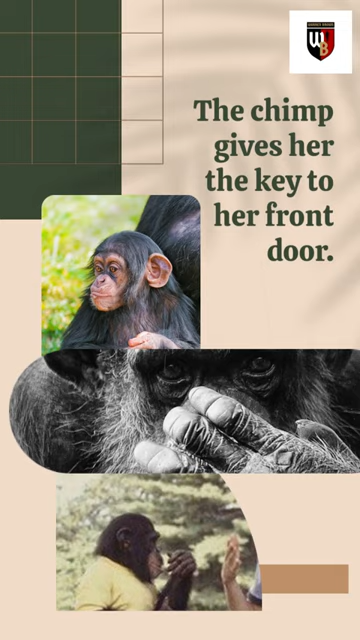 The chimp
gives her
the key to
her front
door.